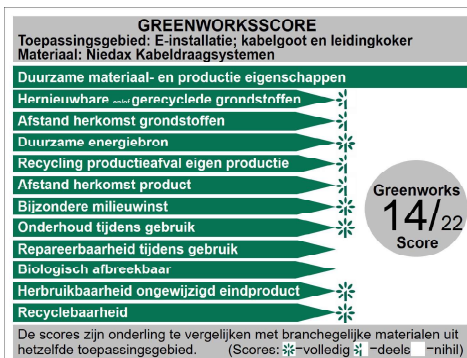 GREENWORKSSCORE
Toepassingsgebied: E-installatie; kabelgoot en leidingkoker
Materiaal: Niedax Kabeldraagsystemen
Duurzame materiaal- en productie eigenschappen
Hernieuwbare en/of gerecyclede grondstoffen
Afstand herkomst grondstoffen
Duurzame energiebron
Recycling productieafval eigen productie
Afstand herkomst product
Bijzondere milieuwinst
Onderhoud tijdens gebruik
Repareerbaarheid tijdens gebruik
Biologisch afbreekbaar
Herbruikbaarheid ongewijzigd eindproduct
Recyclebaarheid
Greenworks
14/22
Score
De scores zijn onderling te vergelijken met branchegelijke materialen uit
hetzelfde toepassingsgebied. (Scores: -volledig -deels -nihil)